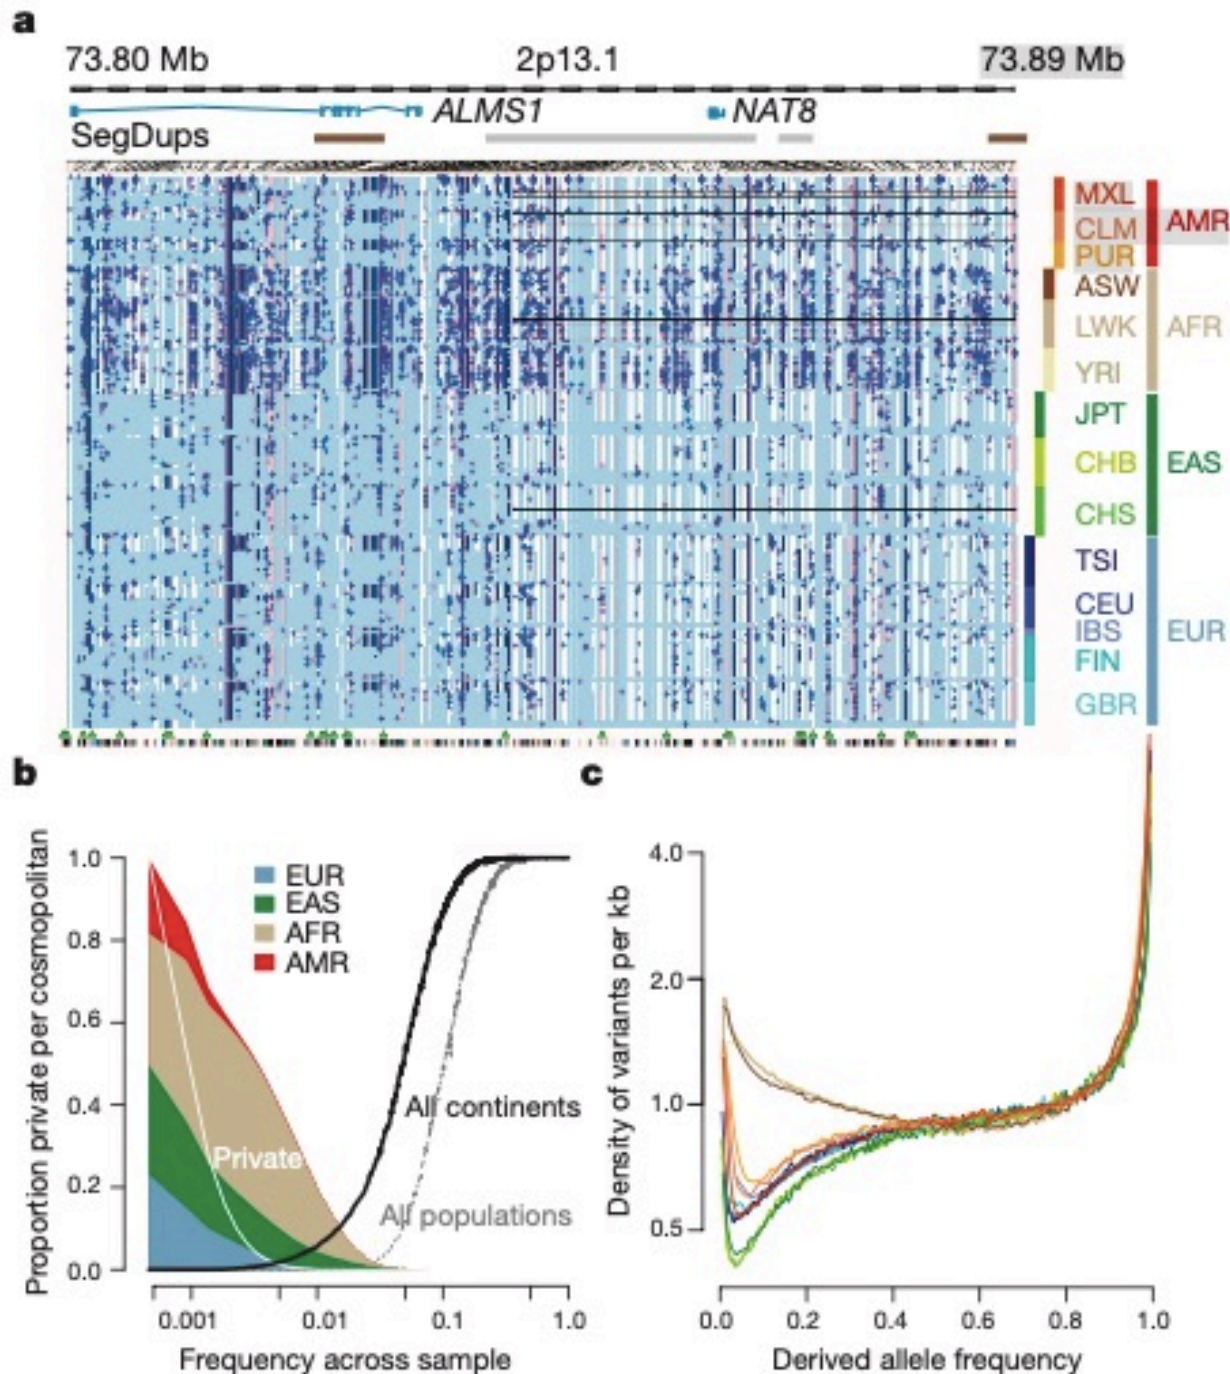 a
73.80 Mb 2p13.1 73.89 Mb
ALMS1 NAT8
SegDups
MXL
CLM
PUR
AMR
ASW
LWK
YRI
AFR
JPT
CHB
CHS
EAS
TSI
CEU
IBS
FIN
GBR
EUR
b
Proportion private per cosmopolitan
1.0
0.8
0.6
0.4
0.2
0.0
EUR
EAS
AFR
AMR
Private
All continents
All populations
0.001 0.01 0.1 1.0
Frequency across sample
c
Density of variants per kb
4.0
2.0
1.0
0.5
0.0 0.2 0.4 0.6 0.8 1.0
Derived allele frequency